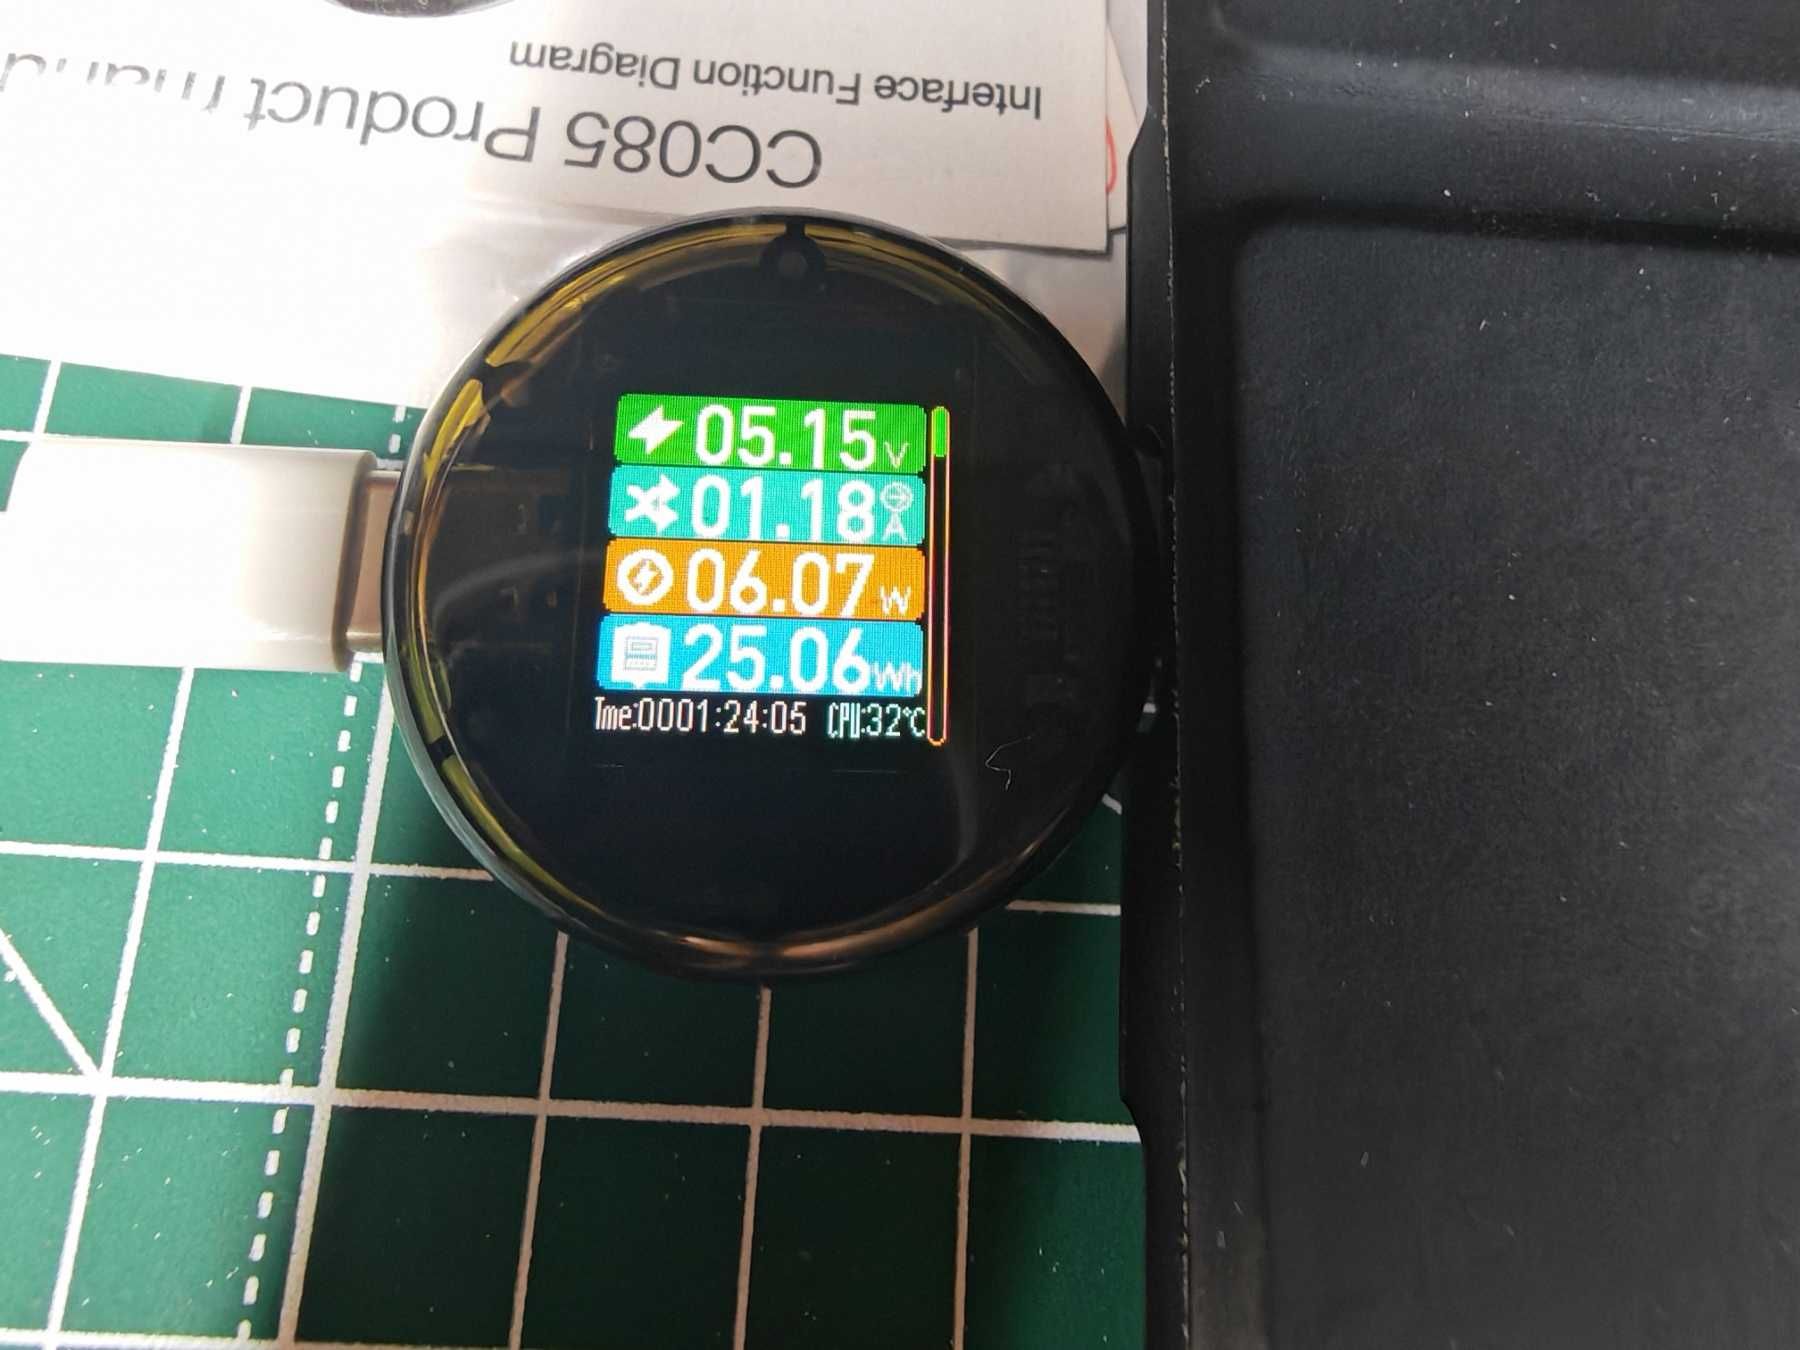 CC085 Product
Interface Function Diagram
05.15V
01.18A
06.07W
25.06Wh
Tme:0001:24:05 CPU:32℃